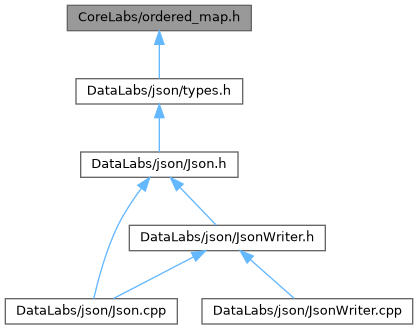 CoreLabs/ordered_map.h
DataLabs/json/types.h
DataLabs/json/Json.h
DataLabs/json/JsonWriter.h
DataLabs/json/Json.cpp
DataLabs/json/JsonWriter.cpp